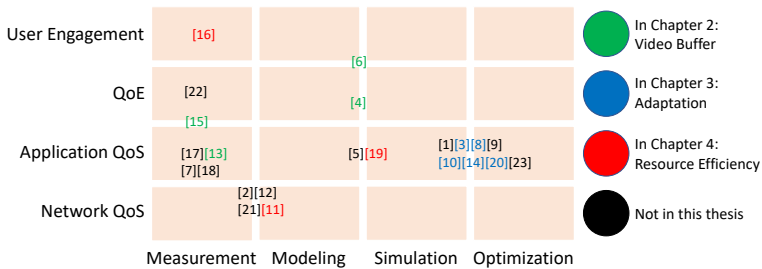 User Engagement
[16]
In Chapter 2:
Video Buffer
[6]
QoE
[22]
[4]
In Chapter 3:
Adaptation
[15]
Application QoS
[17][13]
[7][18]
[5][19]
[1][3][8][9]
[10][14][20][23]
In Chapter 4:
Resource Efficiency
Network QoS
[2][12]
[21][11]
Not in this thesis
Measurement
Modeling
Simulation
Optimization